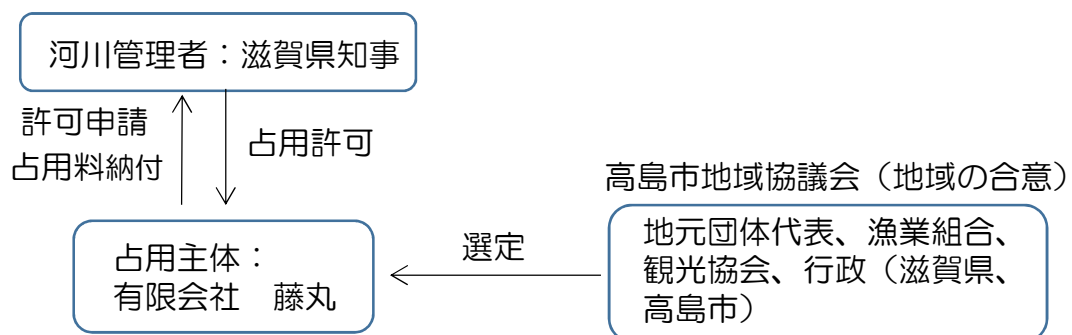 河川管理者：滋賀県知事
許可申請
占用料納付
占用許可
高島市地域協議会（地域の合意）
占用主体：
有限会社　藤丸
選定
地元団体代表、漁業組合、
観光協会、行政（滋賀県、
高島市）